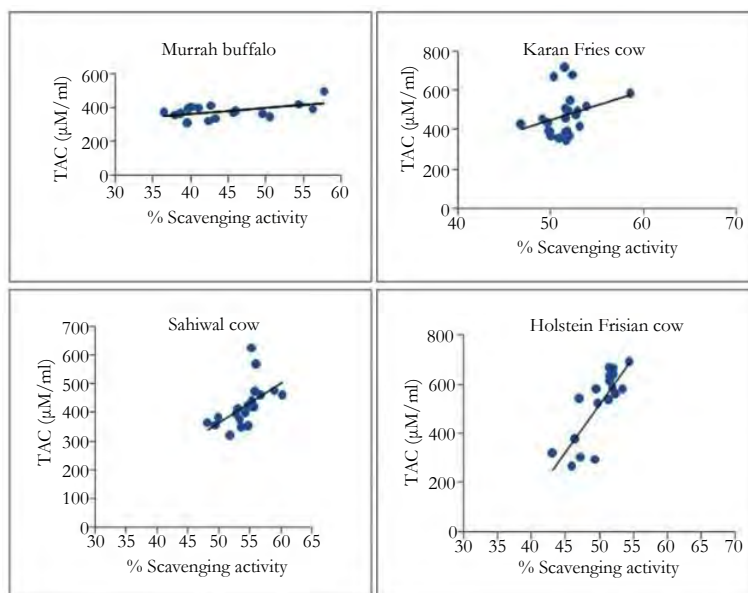 Murrah buffalo
TAC (µM/ml)
600
400
200
0
30 35 40 45 50 55 60
% Scavenging activity
Karan Fries cow
TAC (µM/ml)
800
600
400
200
0
40 50 60 70
% Scavenging activity
Sahiwal cow
TAC (µM/ml)
700
600
500
400
300
200
100
0
30 35 40 45 50 55 60 65
% Scavenging activity
Holstein Frisian cow
TAC (µM/ml)
800
600
400
200
0
30 35 40 45 50 55 60 65 70
% Scavenging activity